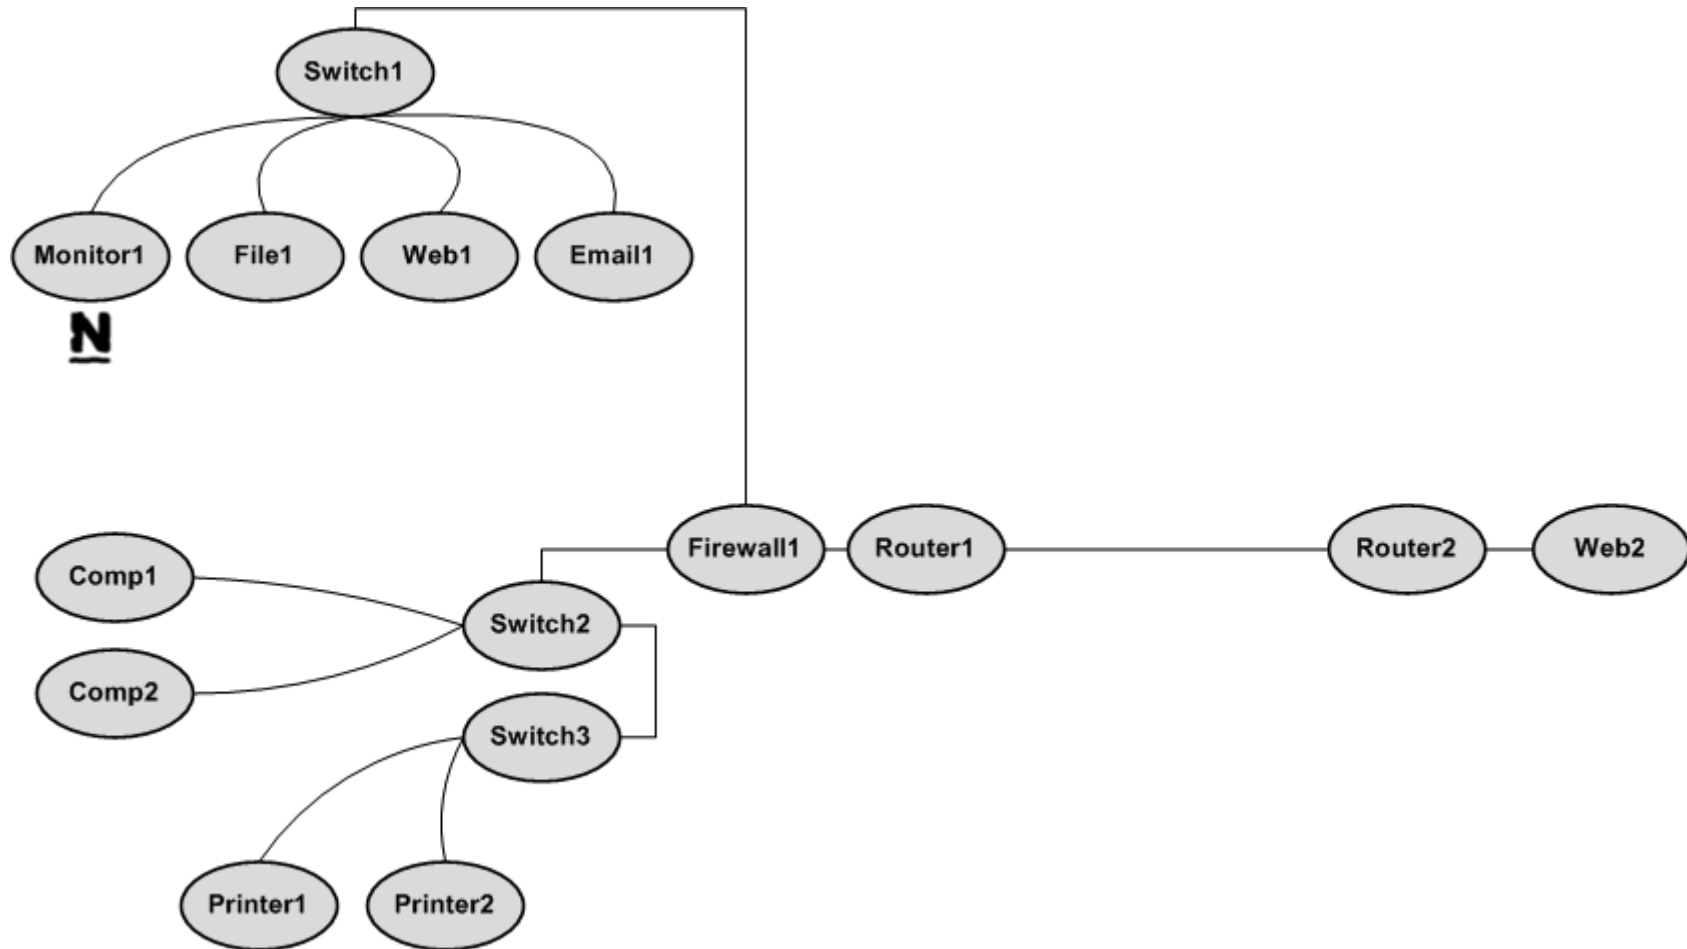 Switch1
Monitor1 File1 Web1 Email1
N
Firewall1 Router1 Router2 Web2
Comp1
Switch2
Comp2
Switch3
Printer1 Printer2